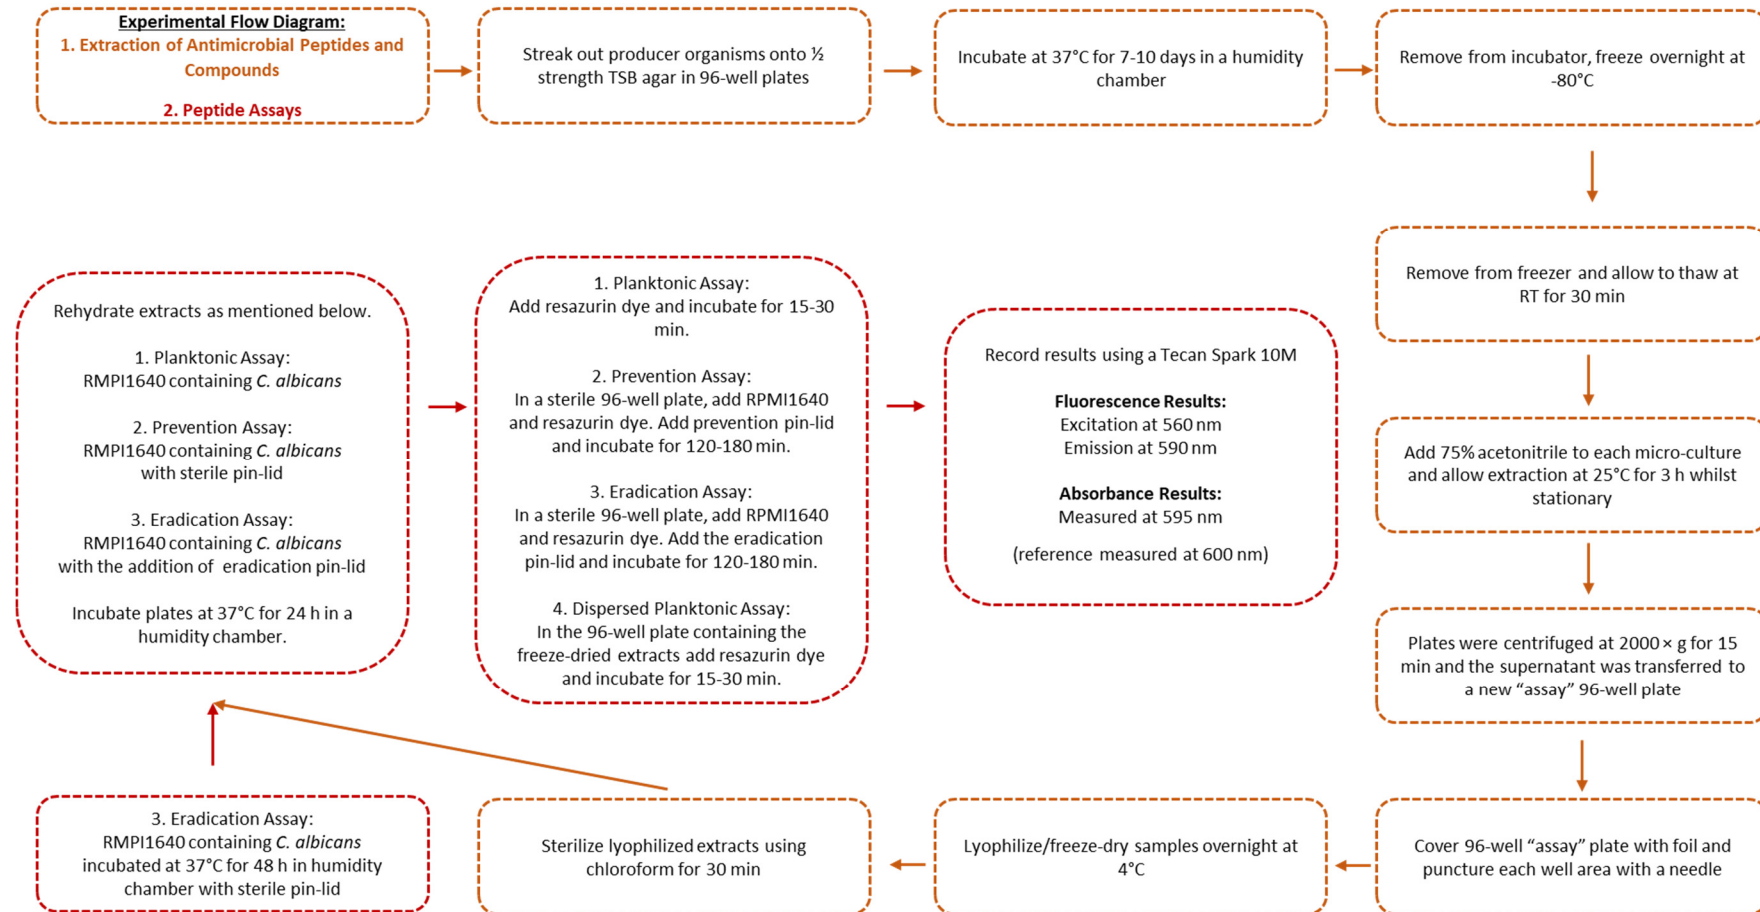 Experimental Flow Diagram:
1. Extraction of Antimicrobial Peptides and
Compounds
2. Peptide Assays
Streak out producer organisms onto ½
strength TSB agar in 96-well plates
Incubate at 37°C for 7-10 days in a humidity
chamber
Remove from incubator, freeze overnight at
-80°C
Remove from freezer and allow to thaw at
RT for 30 min
Add 75% acetonitrile to each micro-culture
and allow extraction at 25°C for 3 h whilst
stationary
Plates were centrifuged at 2000 × g for 15
min and the supernatant was transferred to
a new “assay” 96-well plate
Cover 96-well “assay” plate with foil and
puncture each well area with a needle
Lyophilize/freeze-dry samples overnight at
4°C
Sterilize lyophilized extracts using
chloroform for 30 min
3. Eradication Assay:
RMPI1640 containing C. albicans
incubated at 37°C for 48 h in humidity
chamber with sterile pin-lid
Rehydrate extracts as mentioned below.
1. Planktonic Assay:
RMPI1640 containing C. albicans
2. Prevention Assay:
RPMI1640 containing C. albicans
with sterile pin-lid
3. Eradication Assay:
RPMI1640 containing C. albicans
with the addition of eradication pin-lid
Incubate plates at 37°C for 24 h in a
humidity chamber.
1. Planktonic Assay:
Add resazurin dye and incubate for 15-30
min.
2. Prevention Assay:
In a sterile 96-well plate, add RPMI1640
and resazurin dye. Add prevention pin-lid
and incubate for 120-180 min.
3. Eradication Assay:
In a sterile 96-well plate, add RPMI1640
and resazurin dye. Add the eradication
pin-lid and incubate for 120-180 min.
4. Dispersed Planktonic Assay:
In the 96-well plate containing the
freeze-dried extracts add resazurin dye
and incubate for 15-30 min.
Record results using a Tecan Spark 10M
Fluorescence Results:
Excitation at 560 nm
Emission at 590 nm
Absorbance Results:
Measured at 595 nm
(reference measured at 600 nm)